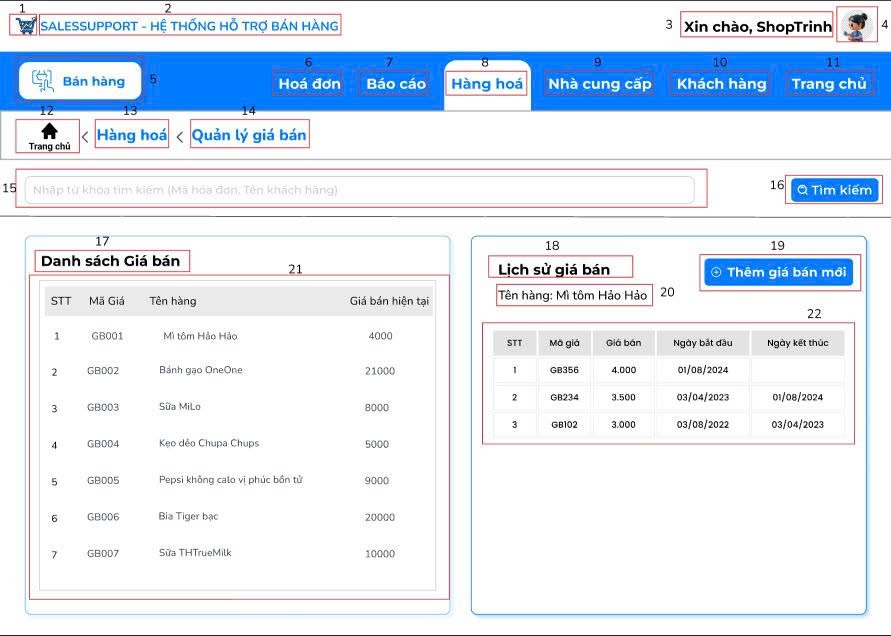 1 2
SALESSUPPORT - HỆ THỐNG HỖ TRỢ BÁN HÀNG
3 Xin chào, ShopTrinh 4
Bán hàng 5
6 7 8 9 10 11
Hoá đơn Báo cáo Hàng hoá Nhà cung cấp Khách hàng Trang chủ
12 13 14
Trang chủ < Hàng hoá < Quản lý giá bán
15 Nhập từ khóa tìm kiếm (Mã hóa đơn, Tên khách hàng) 16 Tìm kiếm
17
Danh sách Giá bán
21
STT Mã Giá Tên hàng Giá bán hiện tại
1 GB001 Mì tôm Hảo Hảo 4000
2 GB002 Bánh gạo OneOne 21000
3 GB003 Sữa MiLo 8000
4 GB004 Kẹo dẻo Chupa Chups 5000
5 GB005 Pepsi không calo vị phúc bồn tử 9000
6 GB006 Bia Tiger bạc 20000
7 GB007 Sữa THTrueMilk 10000
18 19
Lịch sử giá bán Thêm giá bán mới
Tên hàng: Mì tôm Hảo Hảo 20
22
STT Mã giá Giá bán Ngày bắt đầu Ngày kết thúc
1 GB356 4.000 01/08/2024
2 GB234 3.500 03/04/2023 01/08/2024
3 GB102 3.000 03/08/2022 03/04/2023